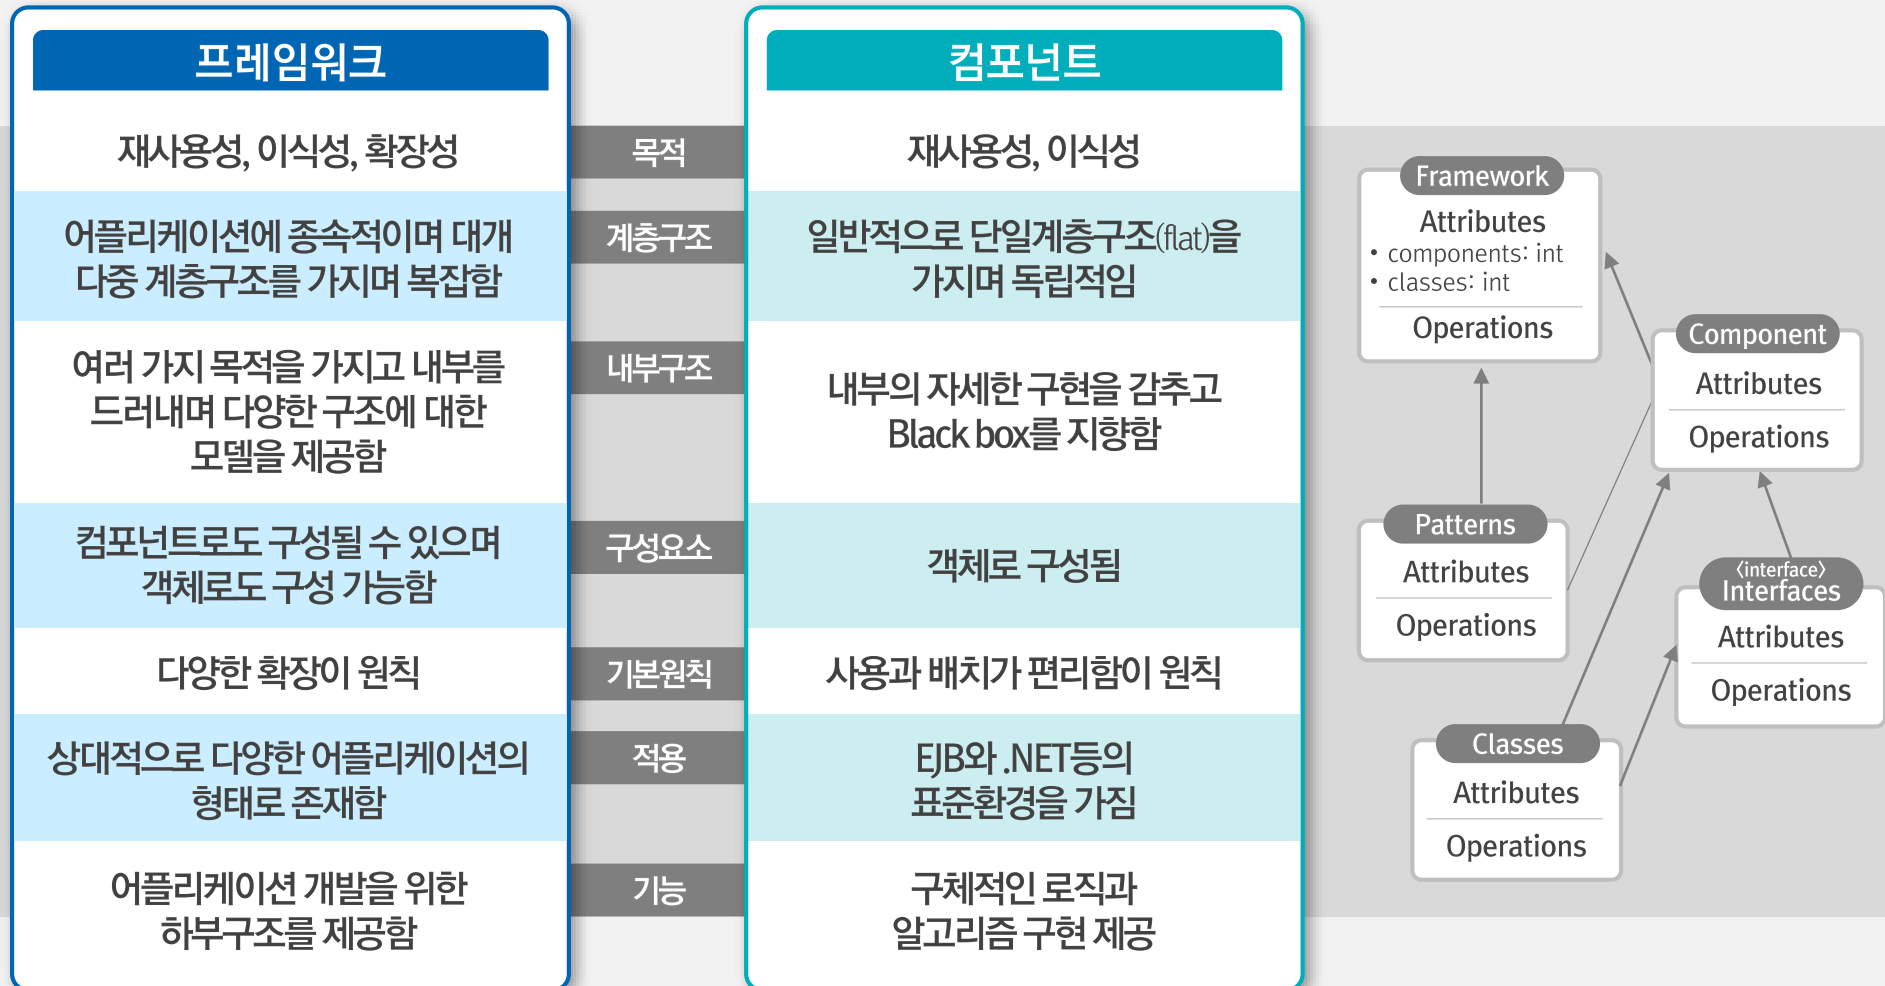 프레임워크
재사용성, 이식성, 확장성
어플리케이션에 종속적이며 대개
다중 계층구조를 가지며 복잡함
여러 가지 목적을 가지고 내부를
드러내며 다양한 구조에 대한
모델을 제공함
컴포넌트로도 구성될 수 있으며
객체로도 구성 가능함
다양한 확장이 원칙
상대적으로 다양한 어플리케이션의
형태로 존재함
어플리케이션 개발을 위한
하부구조를 제공함
목적
계층구조
내부구조
구성요소
기본원칙
적용
기능
컴포넌트
재사용성, 이식성
일반적으로 단일계층구조(flat)을
가지며 독립적임
내부의 자세한 구현을 감추고
Black box를 지향함
객체로 구성됨
사용과 배치가 편리함이 원칙
EJB와 .NET등의
표준환경을 가짐
구체적인 로직과
알고리즘 구현 제공
Framework
Attributes
• components: int
• classes: int
Operations
Component
Attributes
Operations
Patterns
Attributes
Operations
〈interface〉
Interfaces
Attributes
Operations
Classes
Attributes
Operations